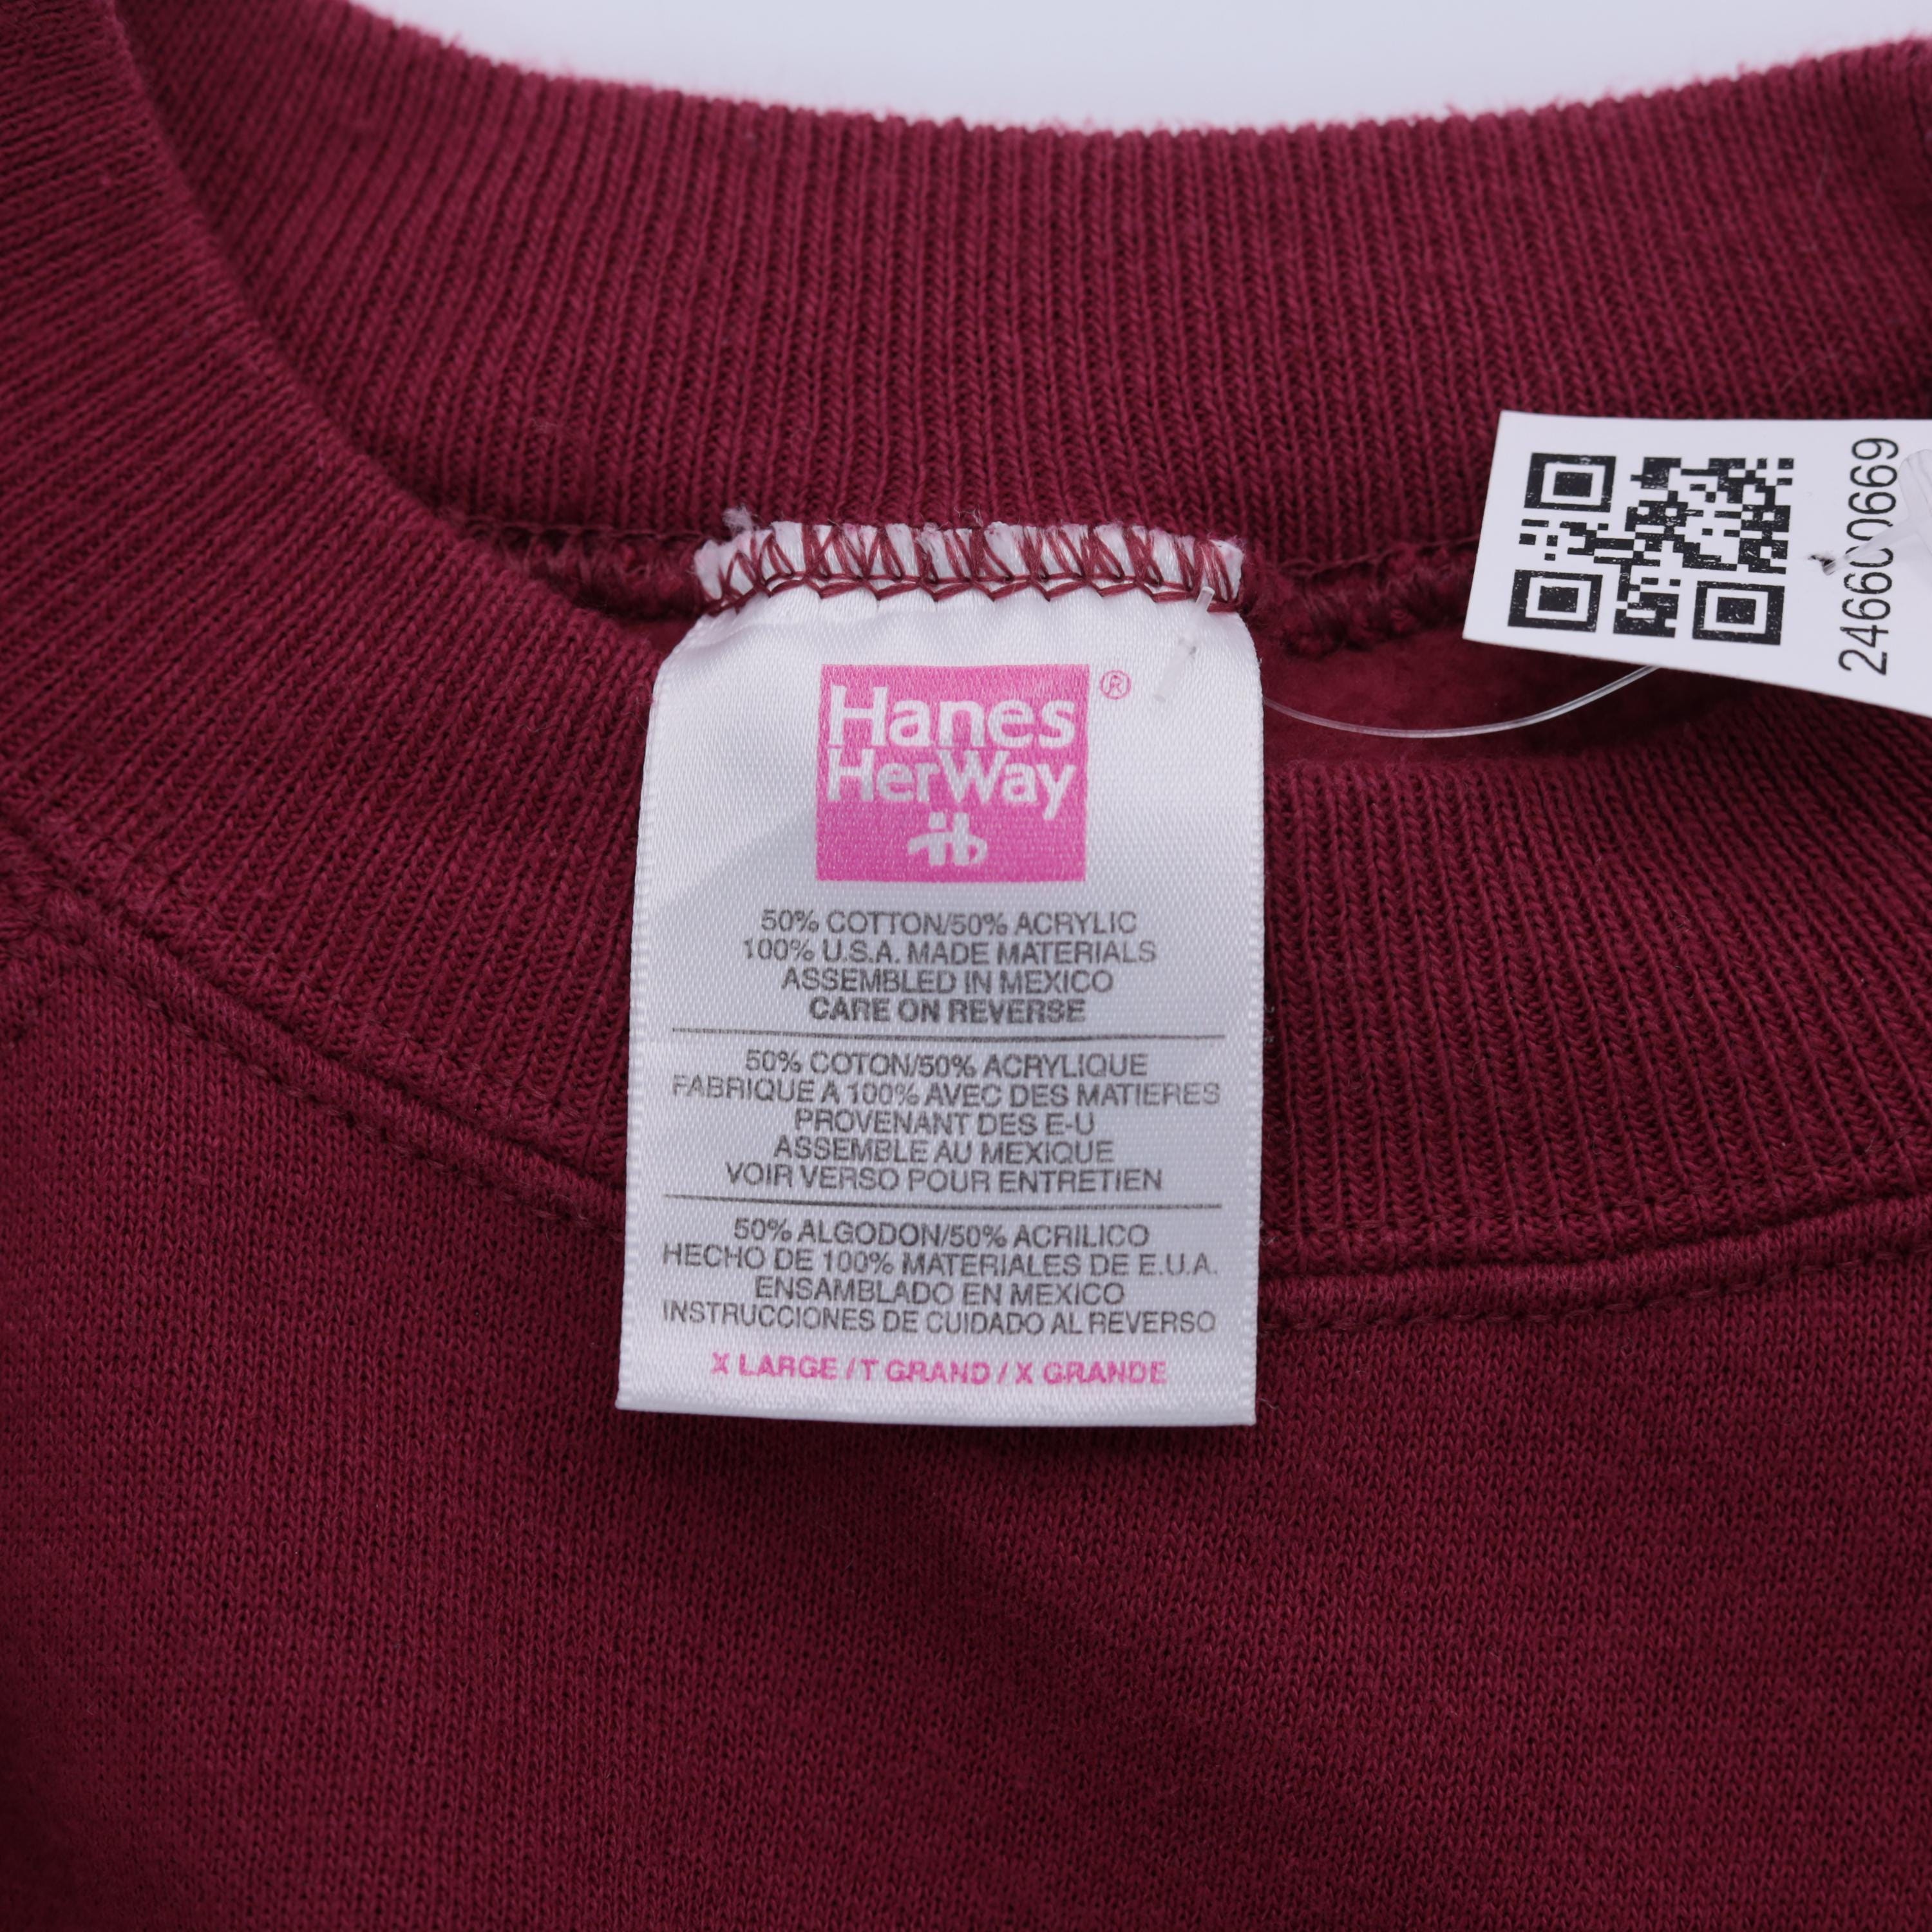 Hanes
HerWay
®
50% COTTON/50% ACRYLIC
100% U.S.A. MADE MATERIALS
ASSEMBLED IN MEXICO
CARE ON REVERSE
50% COTON/50% ACRYLIQUE
FABRIQUE A 100% AVEC DES MATIERES
PROVENANT DES E-U
ASSEMBLE AU MEXIQUE
VOIR VERSO POUR ENTRETIEN
50% ALGODON/50% ACRILICO
HECHO DE 100% MATERIALES DE E.U.A.
ENSAMBLADO EN MEXICO
INSTRUCCIONES DE CUIDADO AL REVERSO
X LARGE / T GRAND / X GRANDE
2466000669